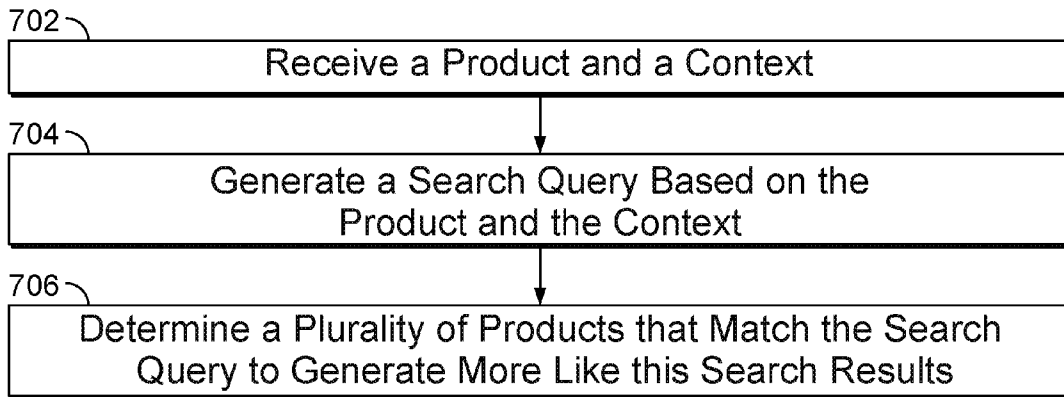 702
Receive a Product and a Context
704
Generate a Search Query Based on the
Product and the Context
706
Determine a Plurality of Products that Match the Search
Query to Generate More Like this Search Results